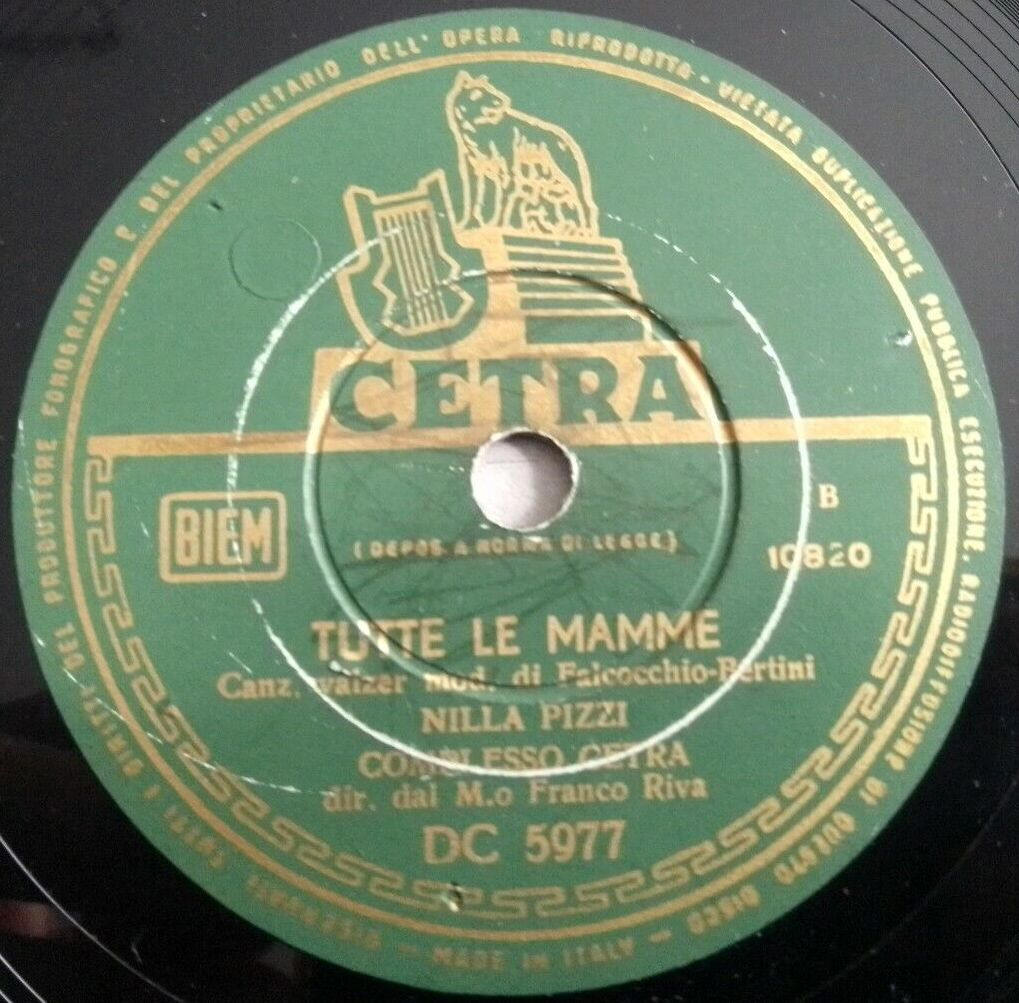 RISERVATI TUTTI I DIRITTI DEL PRODUTTORE FONOGRAFICO E DEL PROPRIETARIO DELL' OPERA RIPRODOTTA • VIETATA DUPLICAZIONE PUBBLICA ESECUZIONE, RADIODIFFUSIONE DI QUESTO DISCO — MADE IN ITALY —
CETRA
BIEM
B
(DEPOS. A NORMA DI LEGGE)
10820
TUTTE LE MAMME
Canz. valzer mod. di Falcocchio-Bertini
NILLA PIZZI
COMPLESSO CETRA
dir. dal M.o Franco Riva
DC 5977